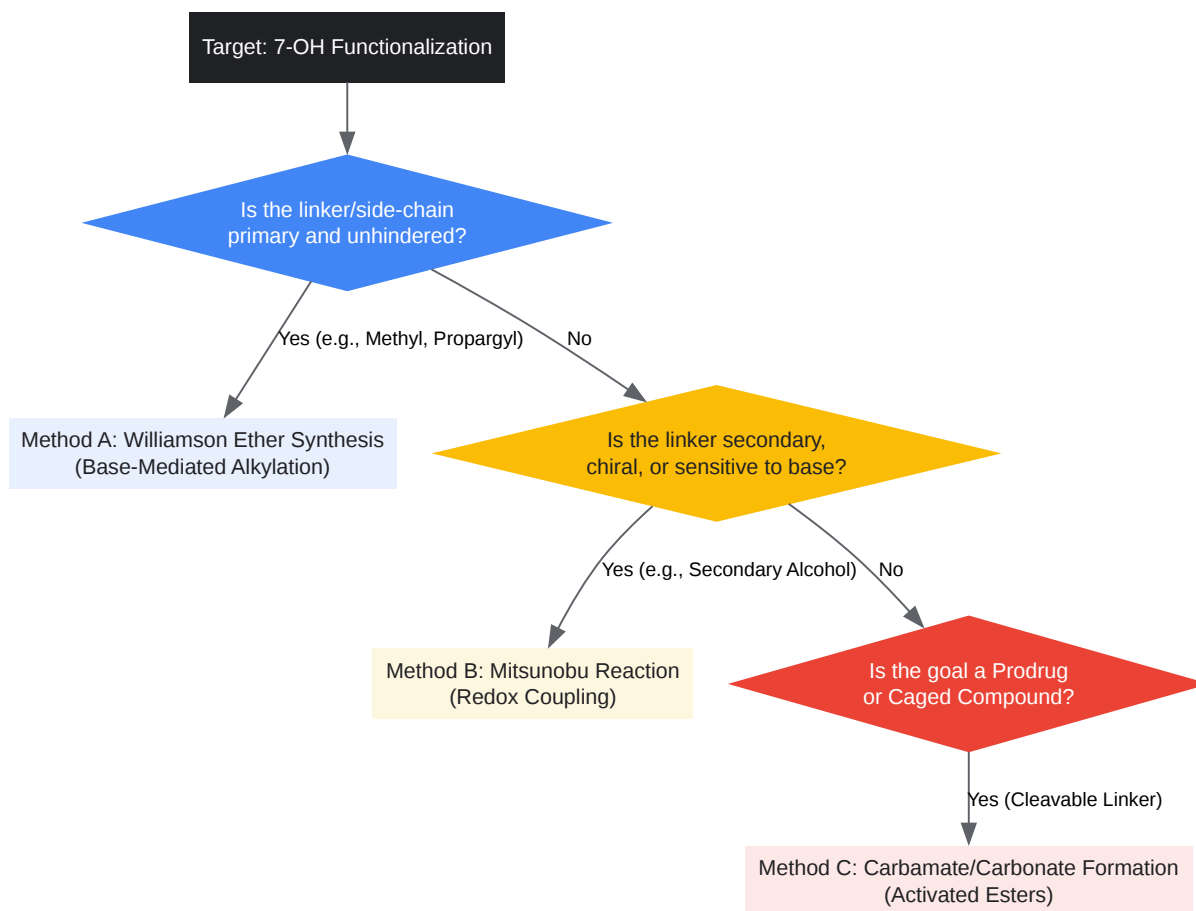 Target: 7-OH Functionalization
Is the linker/side-chain
primary and unhindered?
Yes (e.g., Methyl, Propargyl)
No
Method A: Williamson Ether Synthesis
(Base-Mediated Alkylation)
Is the linker secondary,
chiral, or sensitive to base?
Yes (e.g., Secondary Alcohol)
No
Method B: Mitsunobu Reaction
(Redox Coupling)
Is the goal a Prodrug
or Caged Compound?
Yes (Cleavable Linker)
Method C: Carbamate/Carbonate Formation
(Activated Esters)